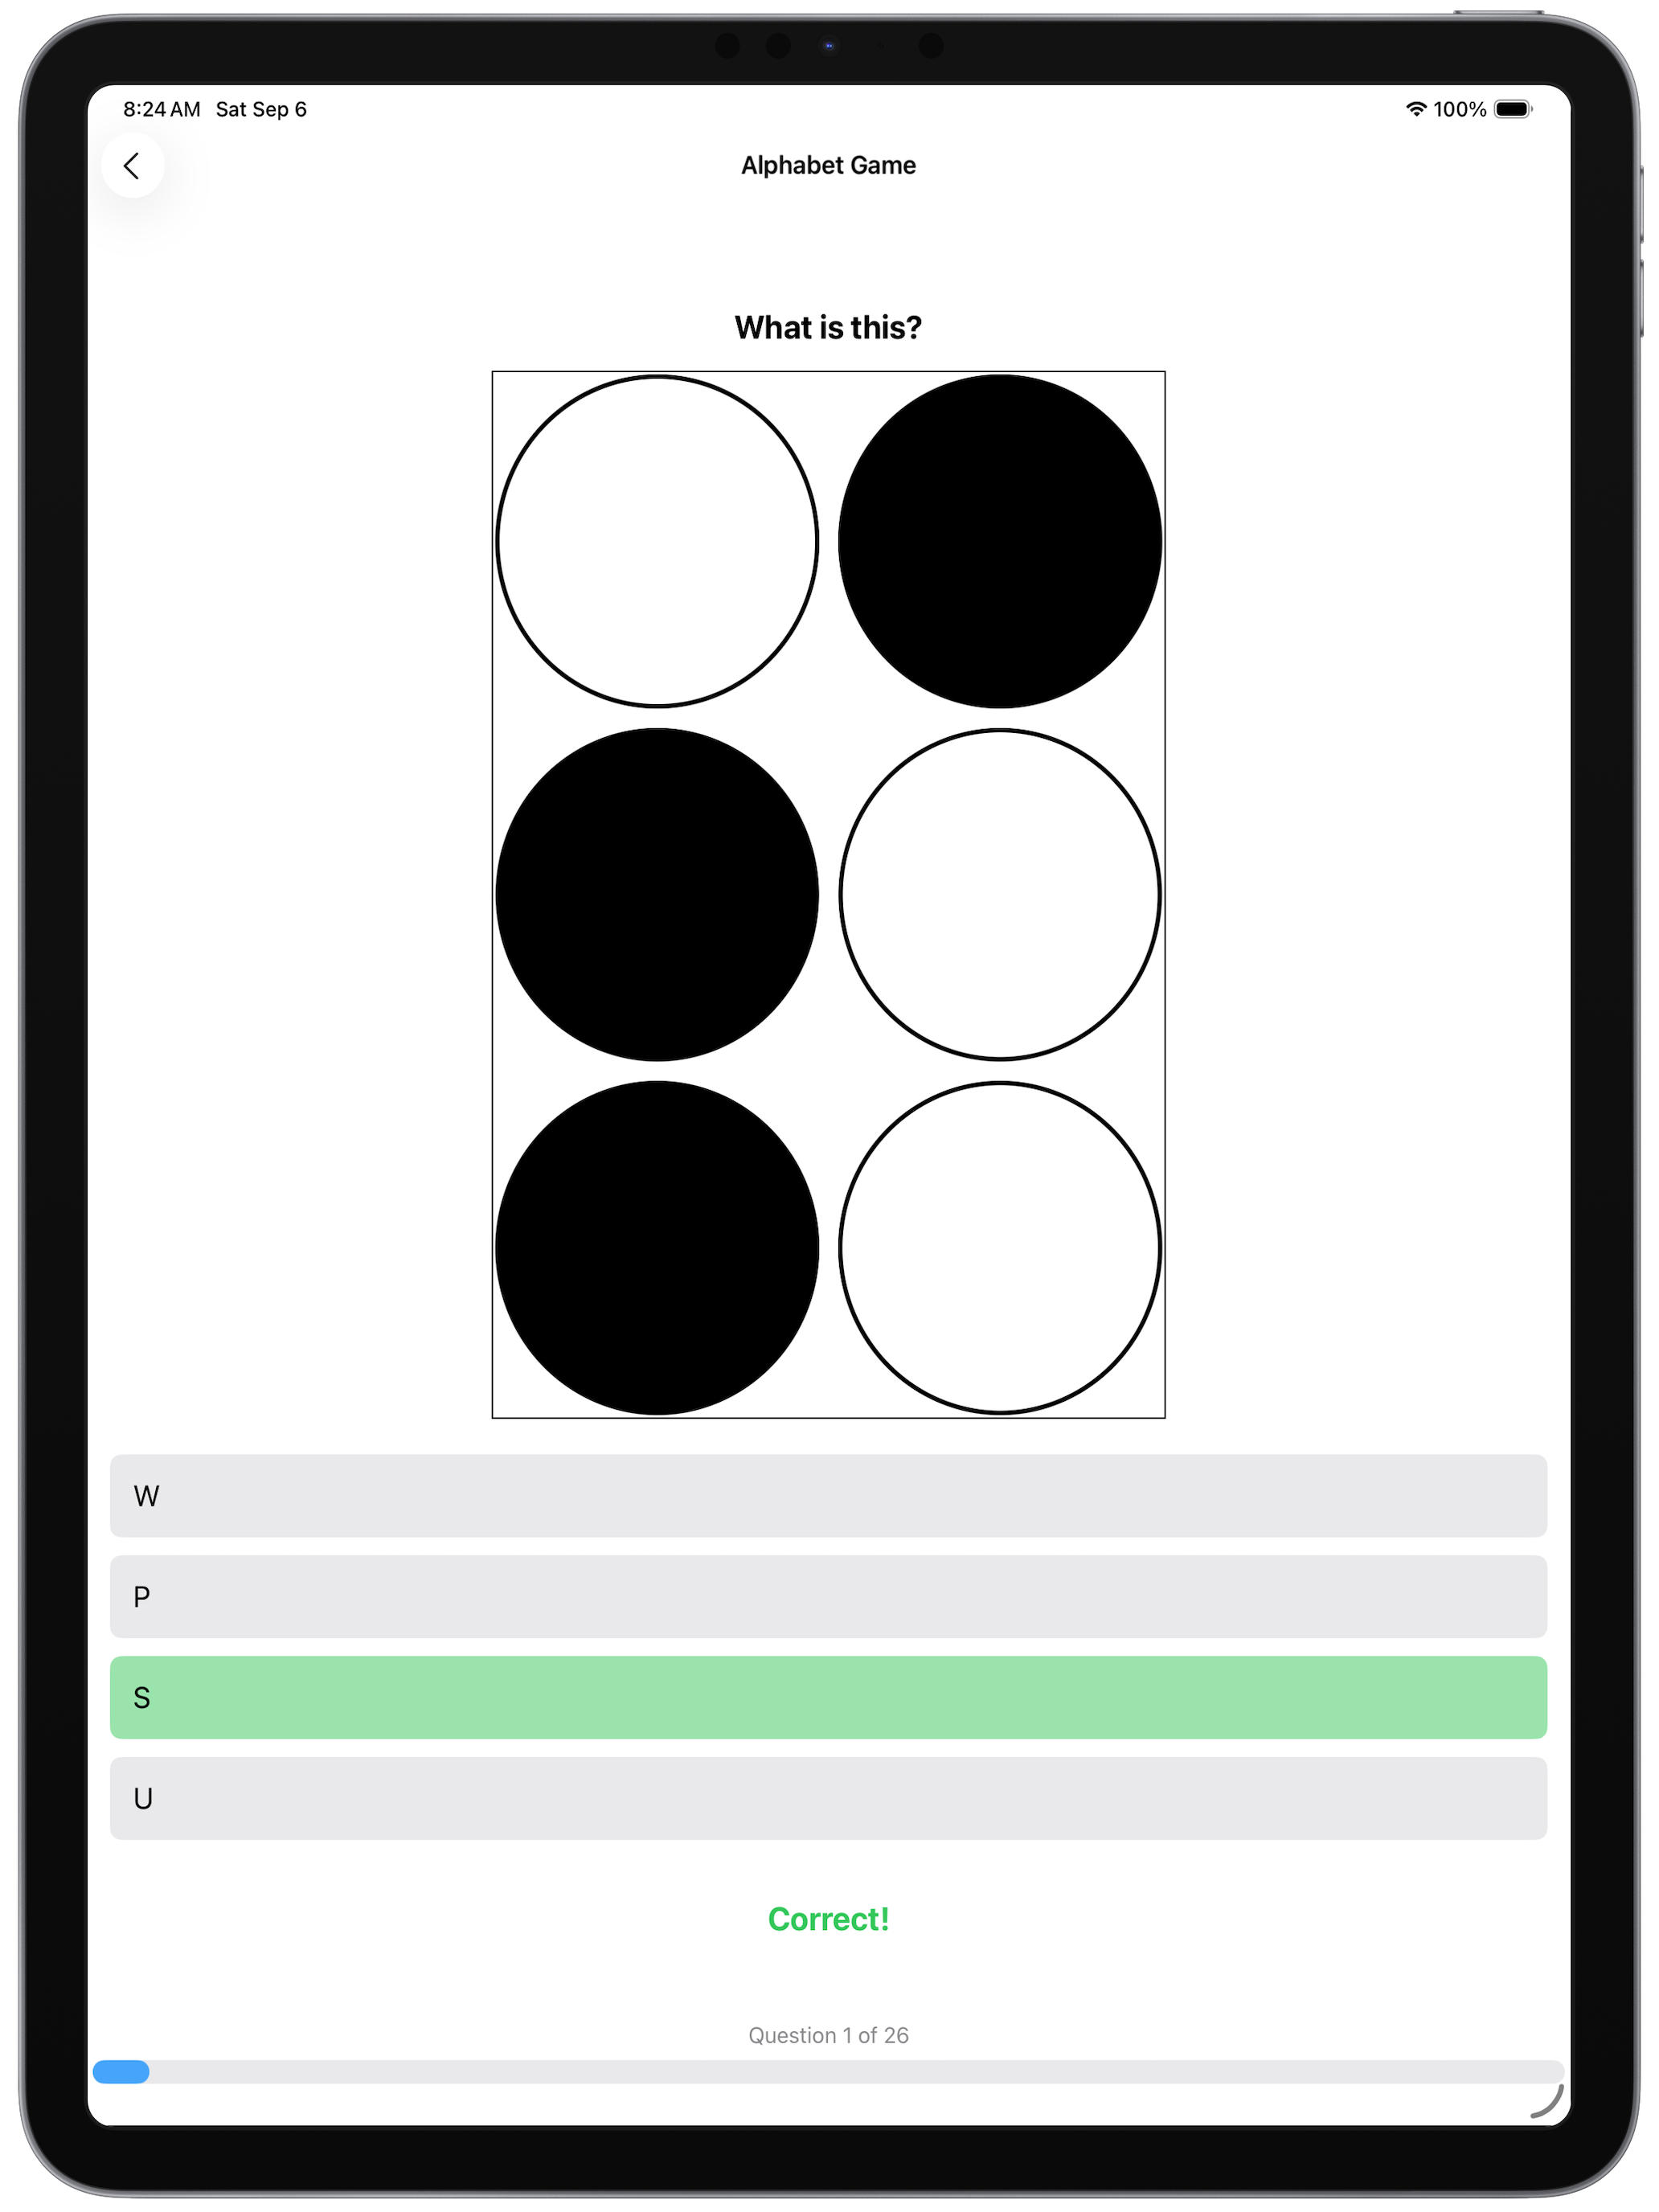 8:24 AM Sat Sep 6 100%
Alphabet Game
What is this?
W
P
S
U
Correct!
Question 1 of 26